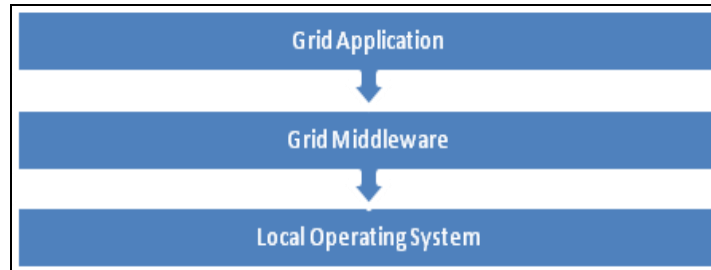 Grid Application
Grid Middleware
Local Operating System